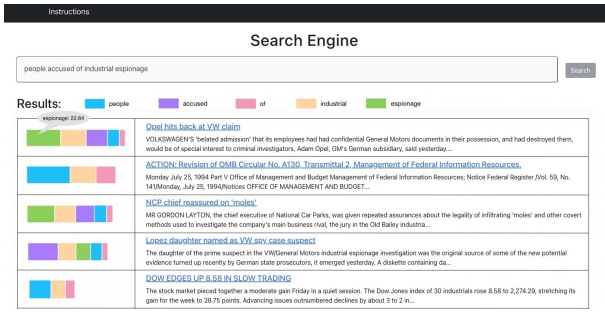 Instructions
Search Engine
people accused of industrial espionage
Search
Results:
people
accused
of
industrial
espionage
espionage: 22.64
Opel hits back at VW claim
VOLKSWAGEN'S 'belated admission' that its employees had had confidential General Motors documents in their possession, and had destroyed them,
would be of special interest to criminal investigators, Adam Opel, GM's German subsidiary, said yesterday....
ACTION: Revision of OMB Circular No. A130, Transmittal 2, Management of Federal Information Resources.
Monday July 25, 1994 Part V Office of Management and Budget Management of Federal Information Resources; Notice Federal Register /Vol. 59, No.
141/Monday, July 25, 1994/Notices OFFICE OF MANAGEMENT AND BUDGET...
NCP chief reassured on 'moles'
MR GORDON LAYTON, the chief executive of National Car Parks, was given repeated assurances about the legality of infiltrating 'moles' and other covert
methods used to investigate the company's main business rival, the jury in the Old Bailey industria...
Lopez daughter named as VW spy case suspect
The daughter of the prime suspect in the VW/General Motors industrial espionage investigation was the original source of some of the new potential
evidence turned up recently by German state prosecutors, it emerged yesterday. A diskette containing da...
DOW EDGES UP 8.58 IN SLOW TRADING
The stock market pieced together a moderate gain Friday in a quiet session. The Dow Jones index of 30 industrials rose 8.58 to 2,274.29, stretching its
gain for the week to 28.75 points. Advancing issues outnumbered declines by about 3 to 2 in...